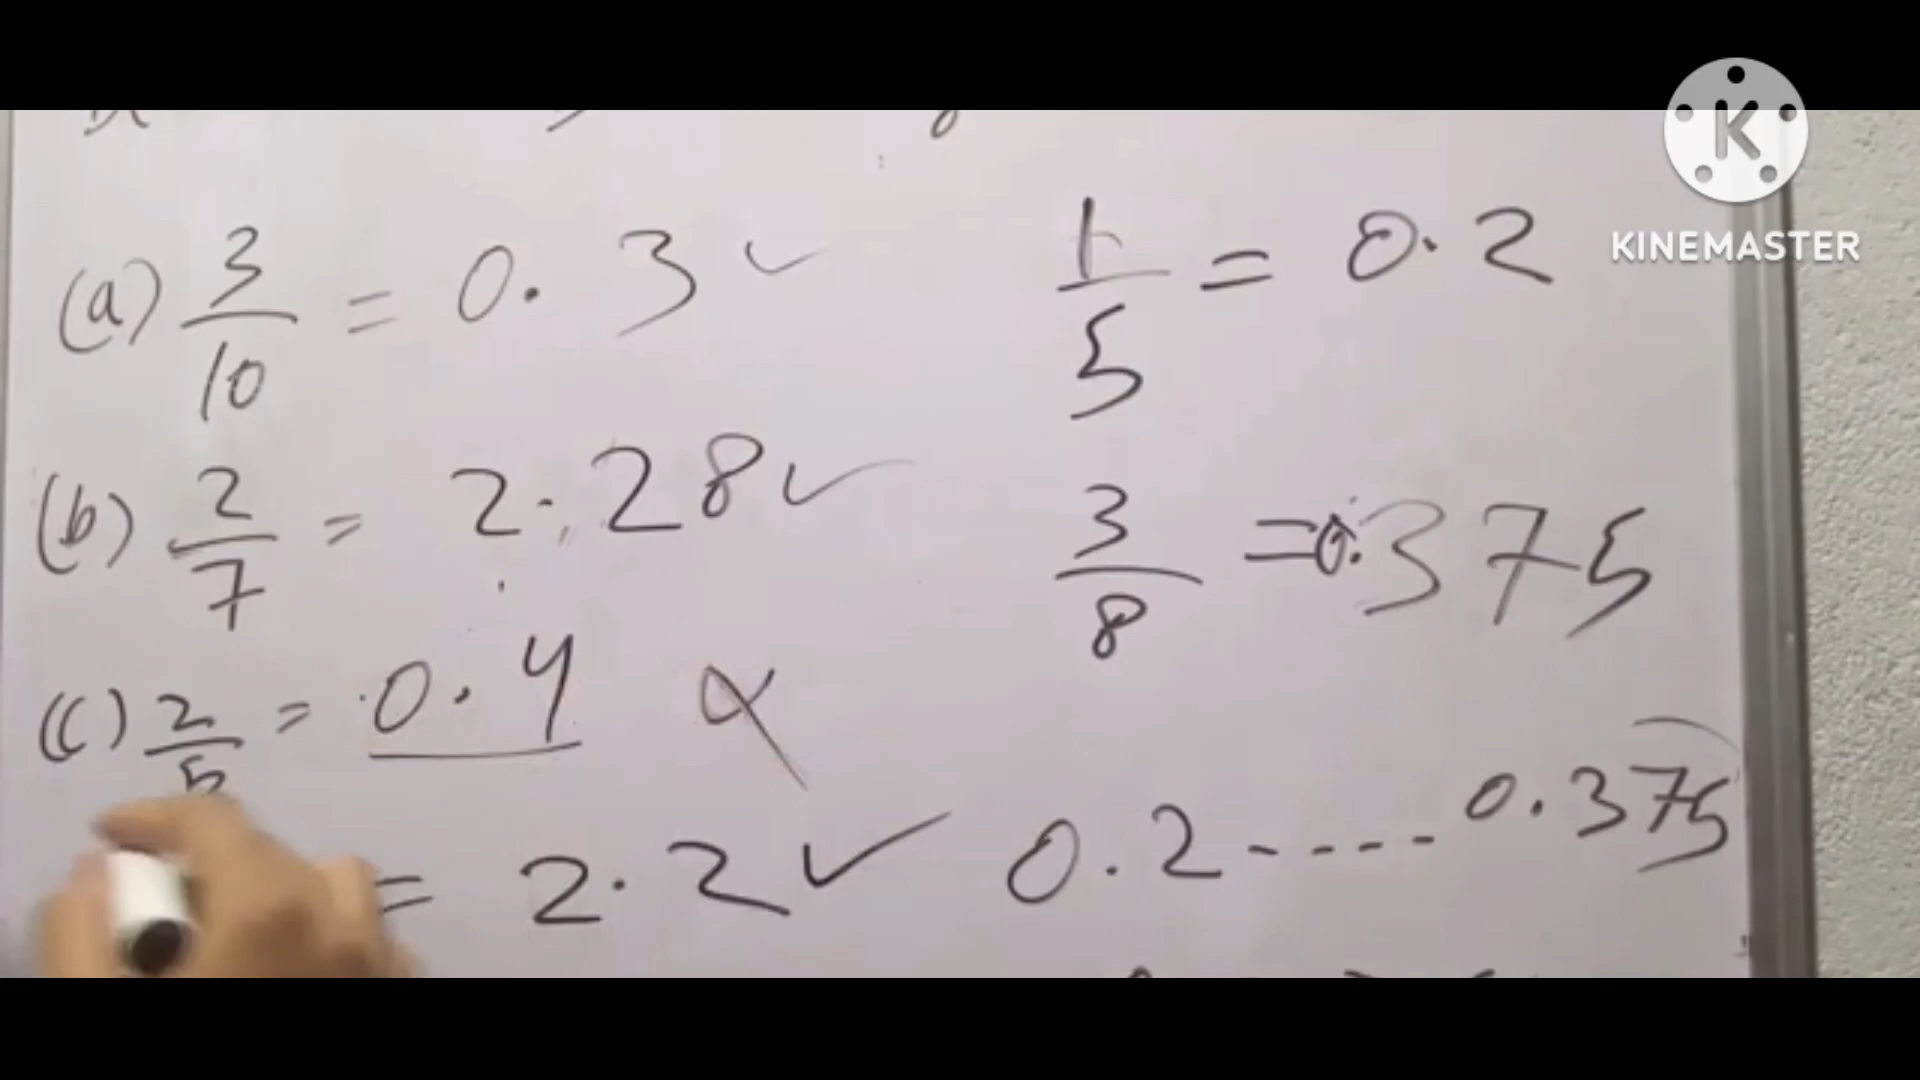 K
KINEMASTER
(a) 3/10 = 0.3 ✓
1/5 = 0.2
(b) 2/7 = 2.28 ✓
3/8 = 0.375
(c) 2/5 = 0.4 X
= 2.2 ✓
0.2 ---- 0.375